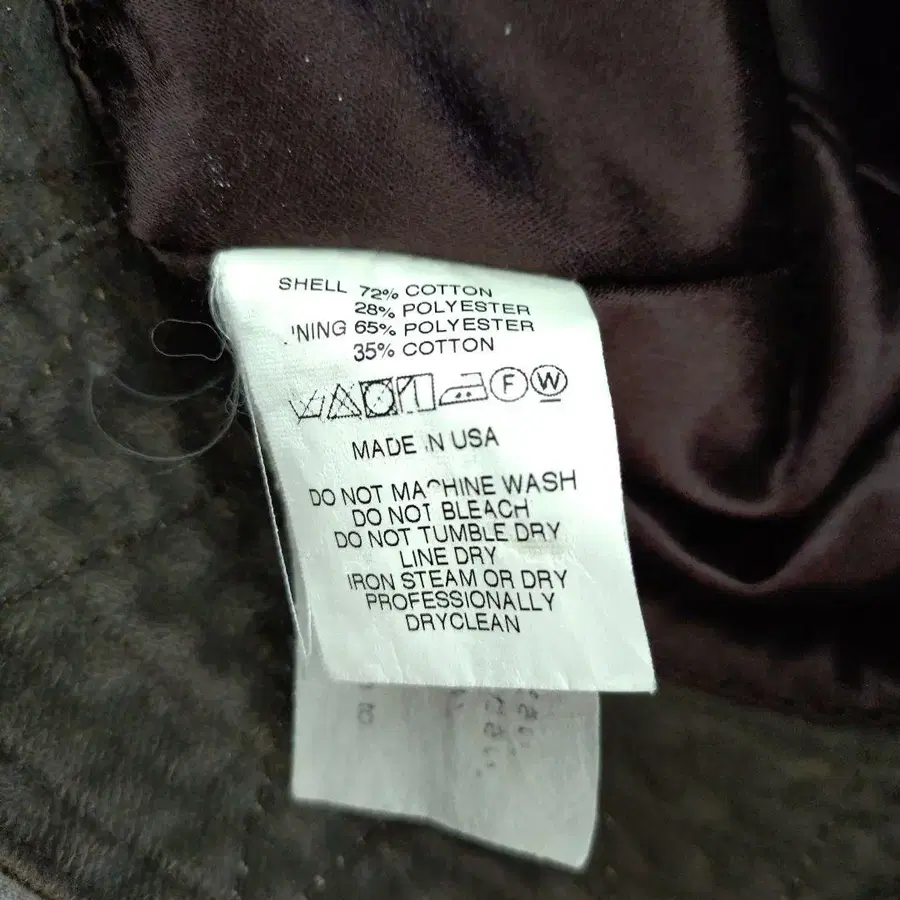 SHELL 72% COTTON
28% POLYESTER
'NING 65% POLYESTER
35% COTTON
F W
MADE IN USA
DO NOT MACHINE WASH
DO NOT BLEACH
DO NOT TUMBLE DRY
LINE DRY
IRON STEAM OR DRY
PROFESSIONALLY
DRYCLEAN